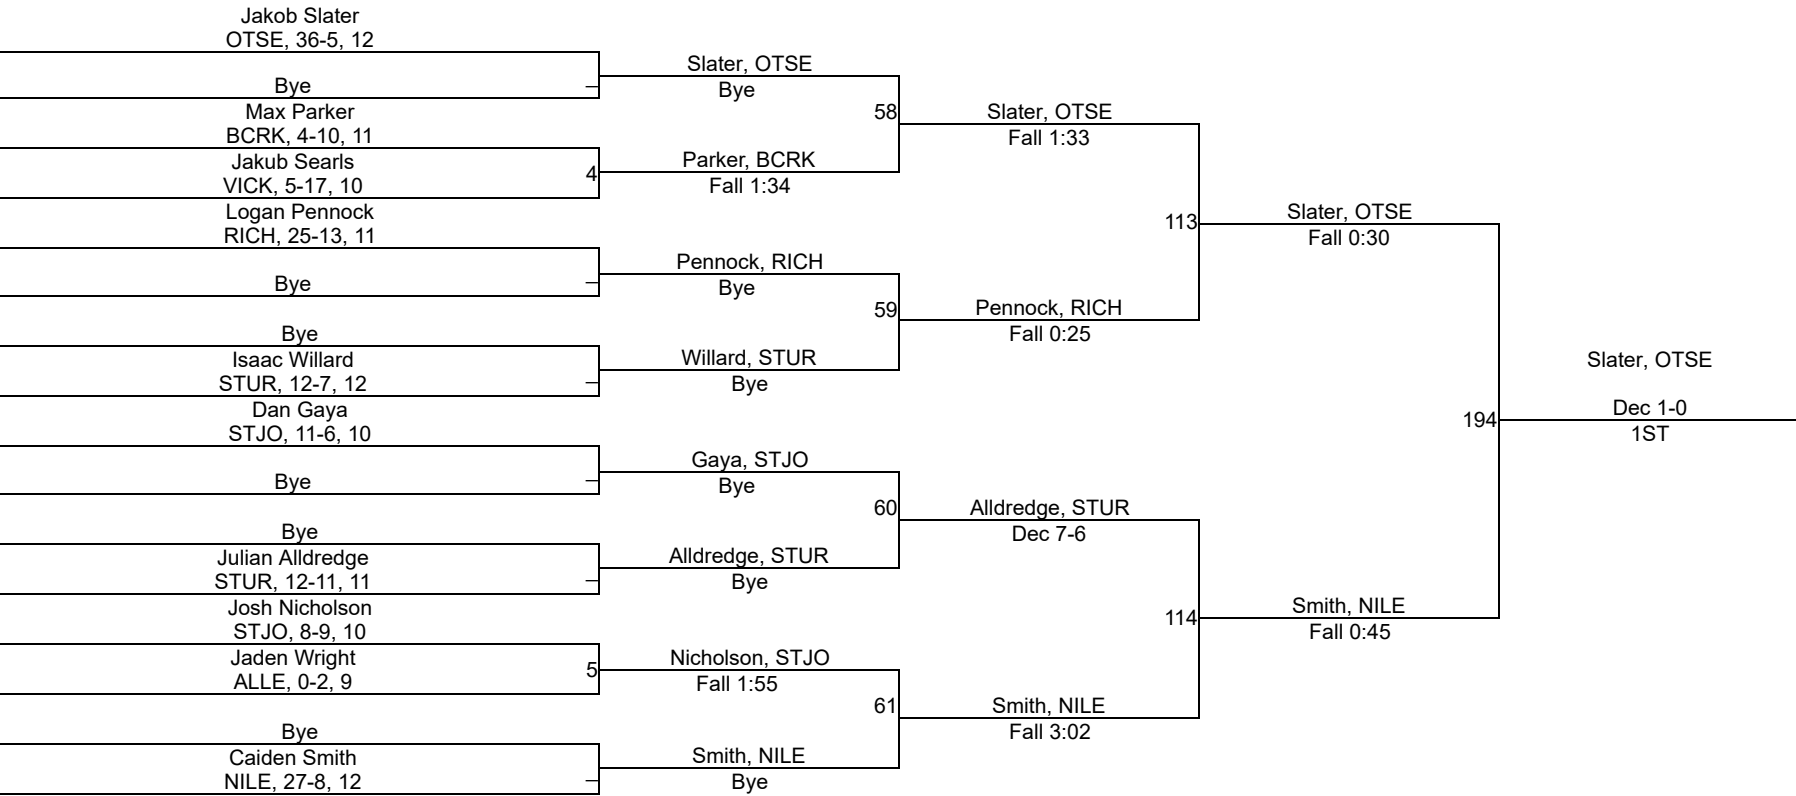 Jakob Slater
OTSE, 36-5, 12
Bye
Max Parker
BCRK, 4-10, 11
Jakub Searls
VICK, 5-17, 10
Logan Pennock
RICH, 25-13, 11
Bye
Bye
Isaac Willard
STUR, 12-7, 12
Dan Gaya
STJO, 11-6, 10
Bye
Bye
Julian Alldredge
STUR, 12-11, 11
Josh Nicholson
STJO, 8-9, 10
Jaden Wright
ALLE, 0-2, 9
Bye
Caiden Smith
NILE, 27-8, 12
4
5
Slater, OTSE
Bye
Parker, BCRK
Fall 1:34
Pennock, RICH
Bye
Willard, STUR
Bye
Gaya, STJO
Bye
Alldredge, STUR
Bye
Nicholson, STJO
Fall 1:55
Smith, NILE
Bye
58
59
60
61
Slater, OTSE
Fall 1:33
Pennock, RICH
Fall 0:25
Alldredge, STUR
Dec 7-6
Smith, NILE
Fall 3:02
113
114
Slater, OTSE
Fall 0:30
Smith, NILE
Fall 0:45
194
Slater, OTSE
Dec 1-0
1ST